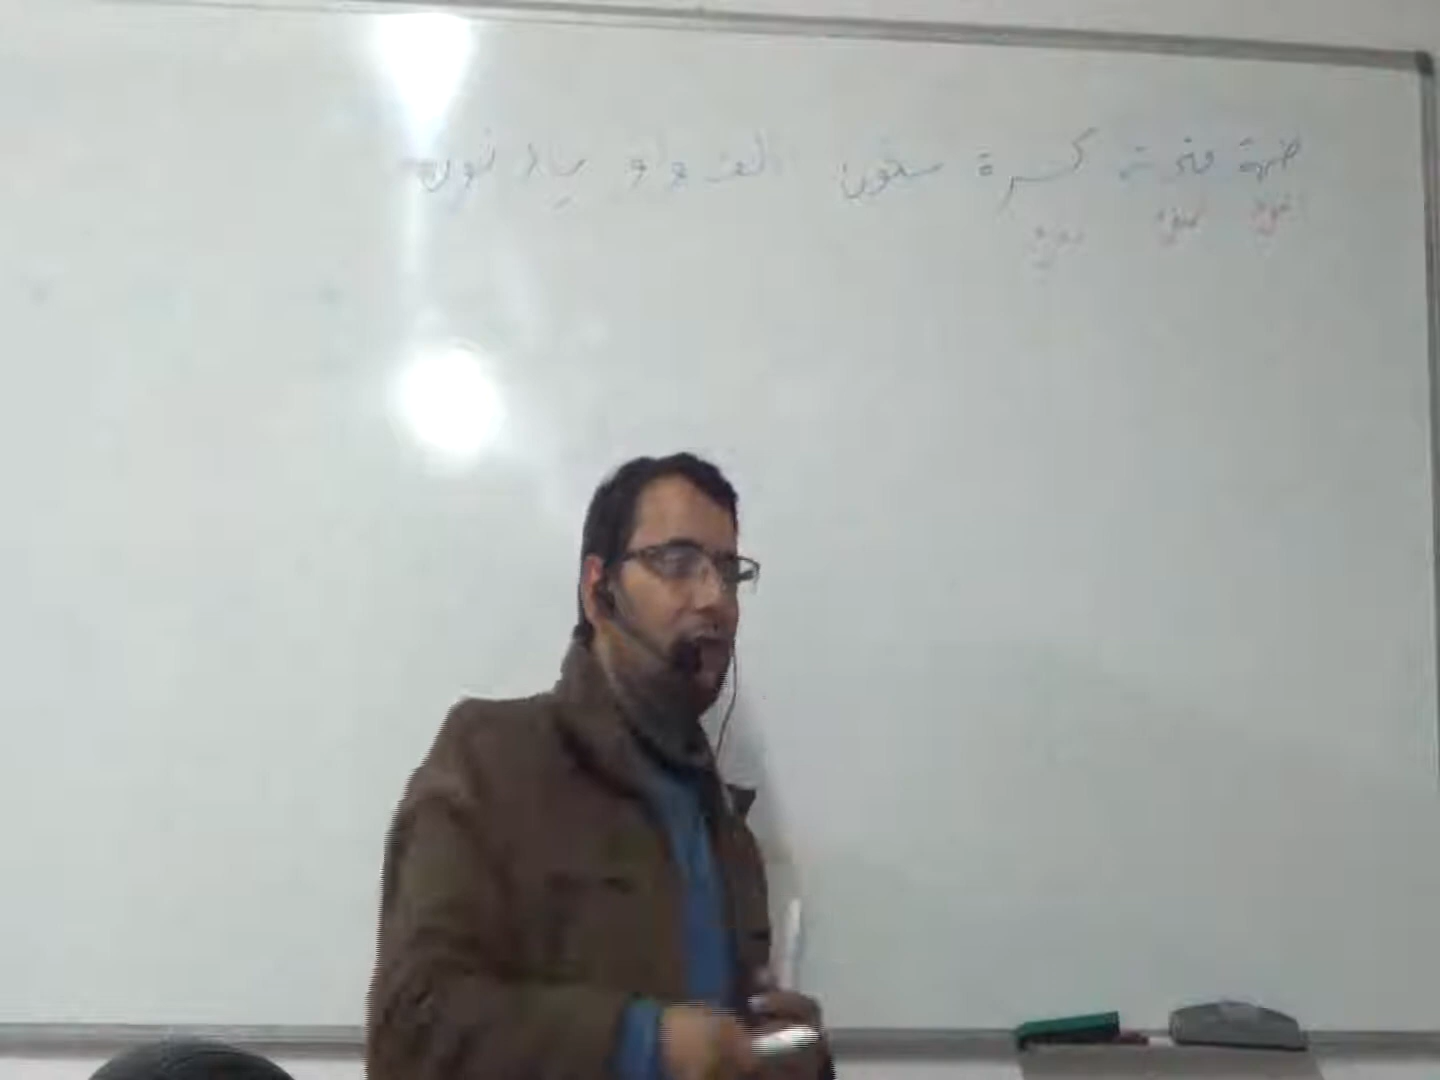 ضمة فتحة كسرة سكون الف واو ياء نون